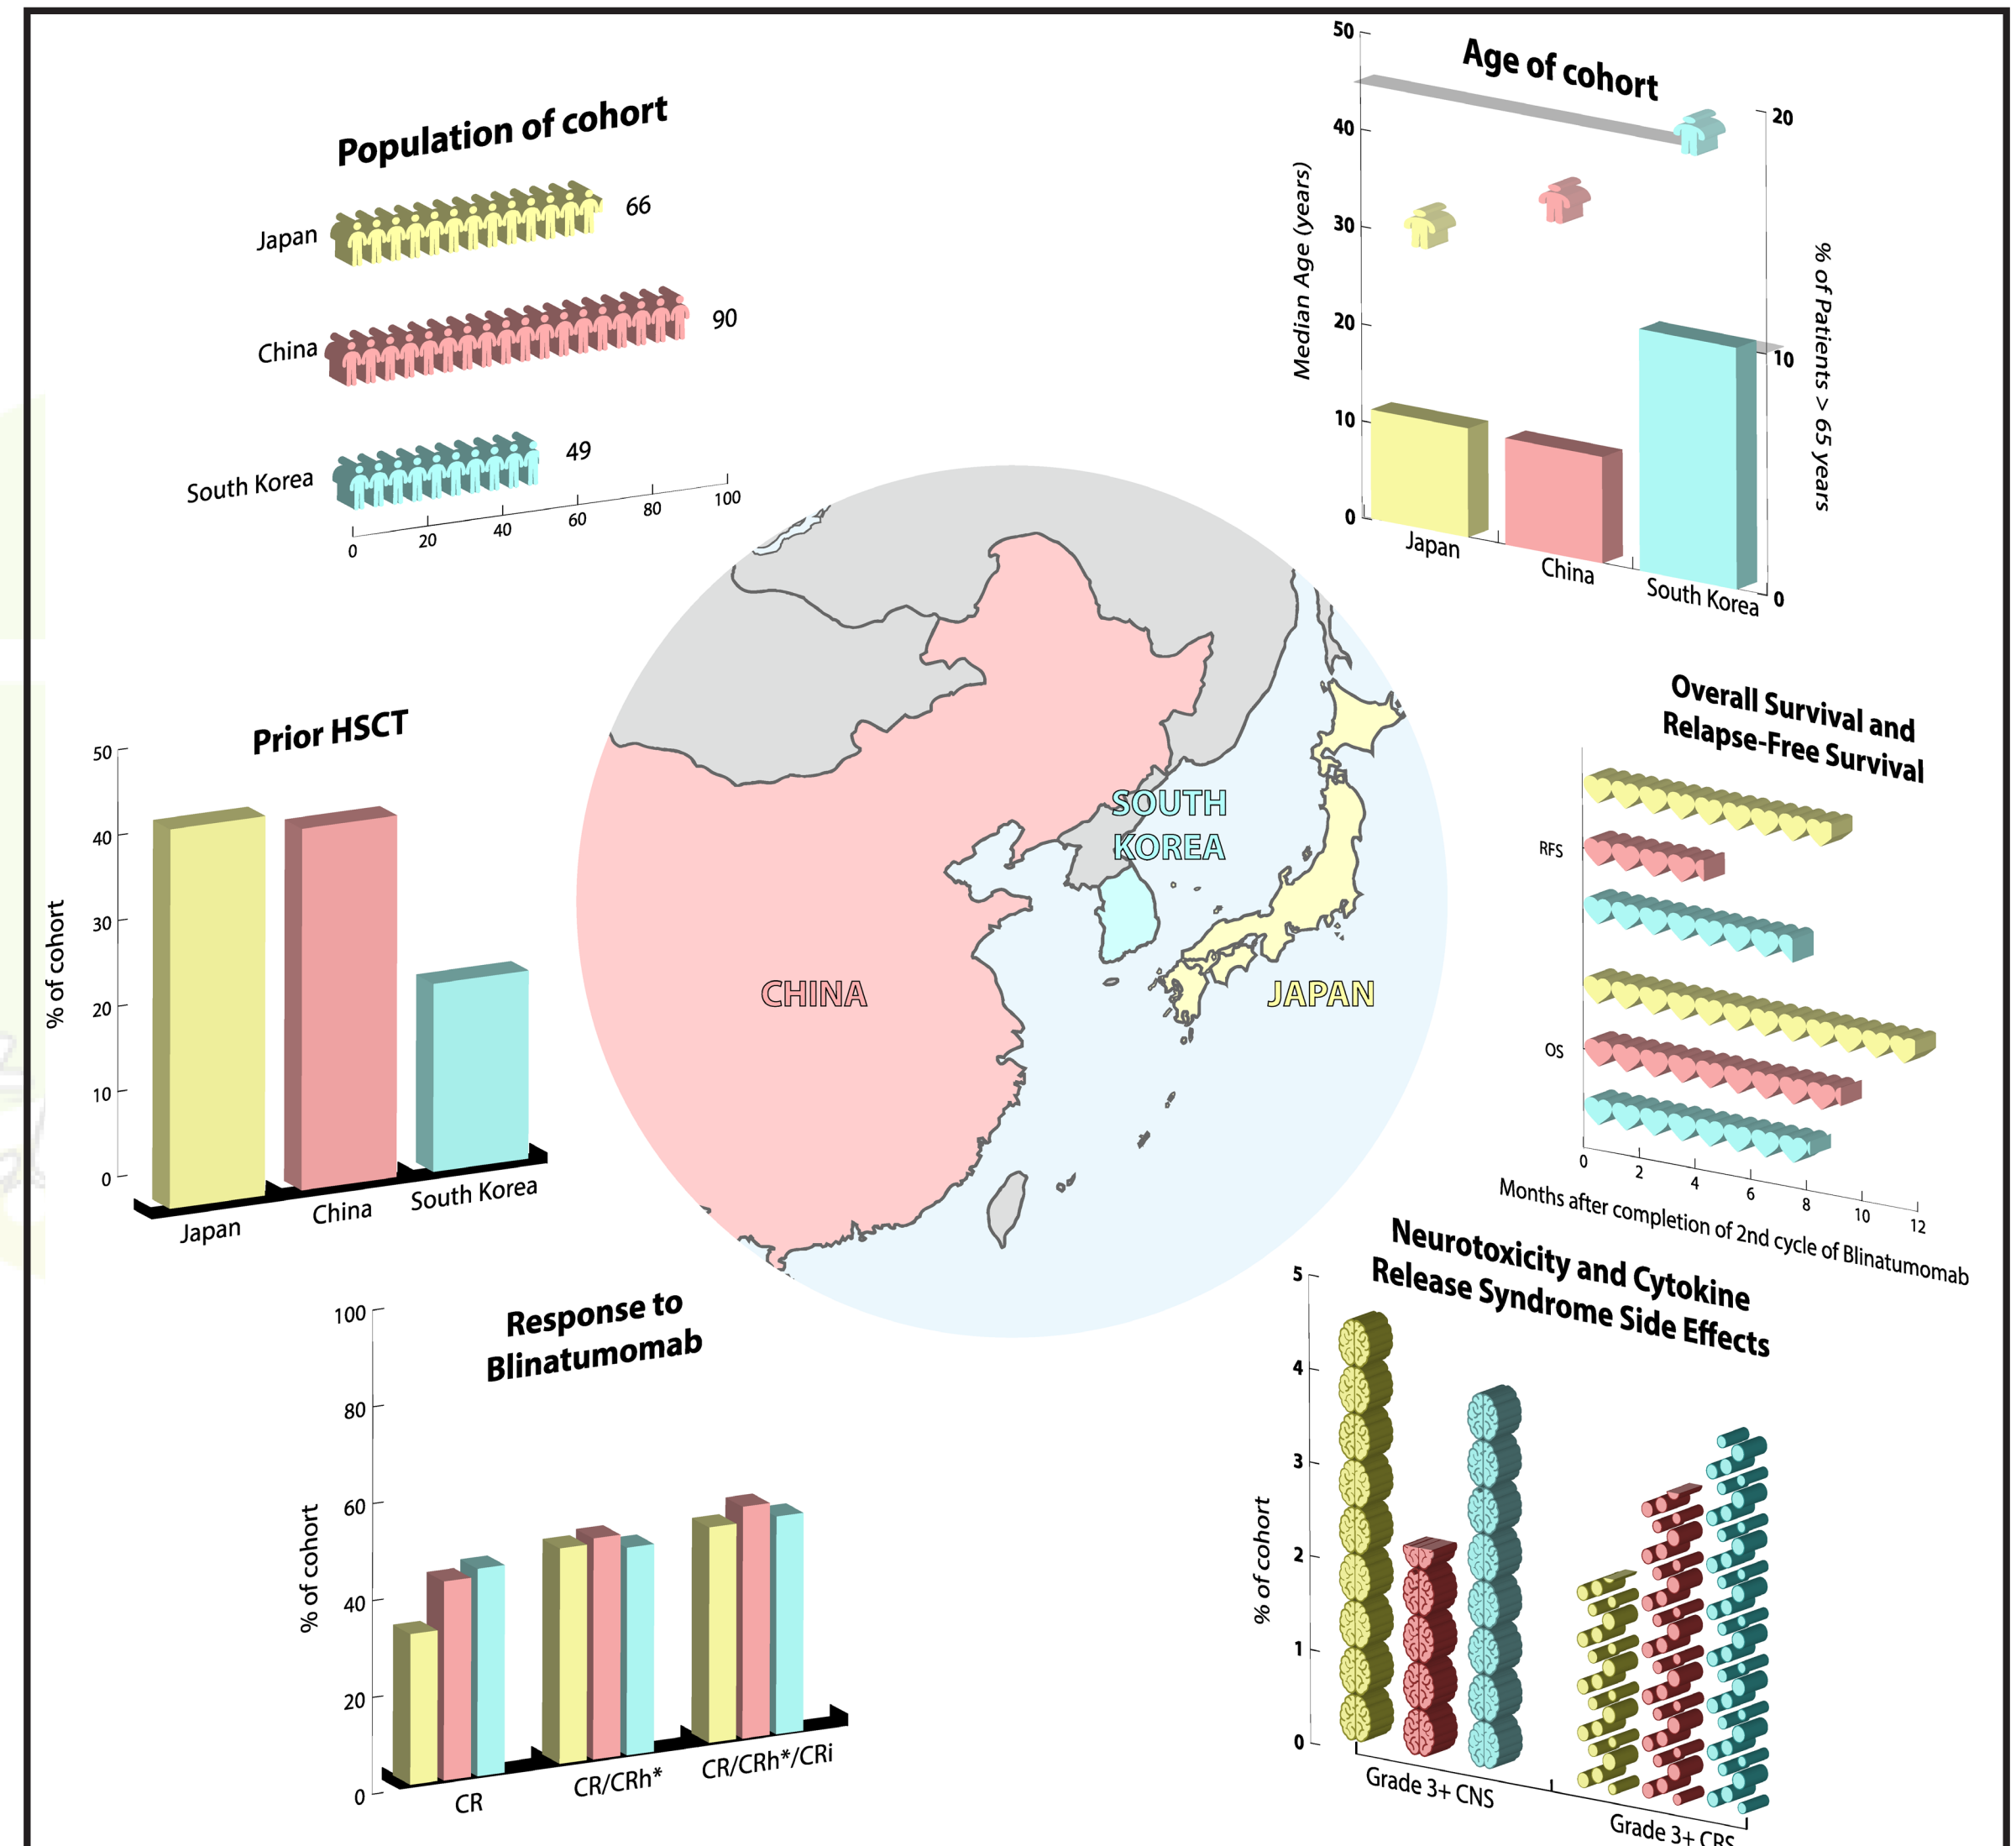 Population of cohort
Japan
66
China
90
South Korea
49
0
20
40
60
80
100
Age of cohort
50
40
30
20
10
0
Median Age (years)
20
10
0
% of Patients > 65 years
Japan
China
South Korea
Prior HSCT
50
40
30
20
10
0
% of cohort
Japan
China
South Korea
SOUTH
KOREA
CHINA
JAPAN
Overall Survival and
Relapse-Free Survival
RFS
OS
0
2
4
6
8
10
12
Months after completion of 2nd cycle of Blinatumomab
Response to
Blinatumomab
100
80
60
40
20
0
% of cohort
CR
CR/CRh*
CR/CRh*/CRi
Neurotoxicity and Cytokine
Release Syndrome Side Effects
5
4
3
2
1
0
% of cohort
Grade 3+ CNS
Grade 3+ CRS